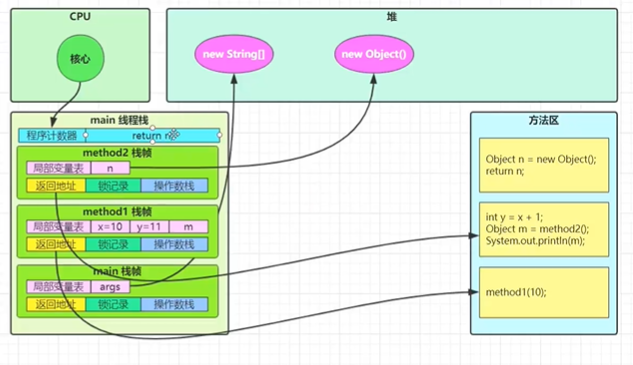 CPU
核心
堆
new String[]
new Object()
main 线程栈
程序计数器
return n
method2 栈帧
局部变量表
n
返回地址
锁记录
操作数栈
method1 栈帧
局部变量表
x=10
y=11
m
返回地址
锁记录
操作数栈
main 栈帧
局部变量表
args
返回地址
锁记录
操作数栈
方法区
Object n = new Object();
return n;
int y = x + 1;
Object m = method2();
System.out.println(m);
method1(10);